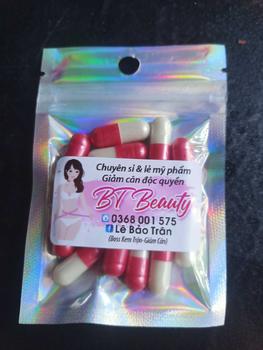 Chuyên sỉ & lẻ mỹ phẩm
Giảm cân độc quyền
BT Beauty
0368 001 575
Lê Bảo Trân
(Boss Kem Trộn-Giảm Cân)